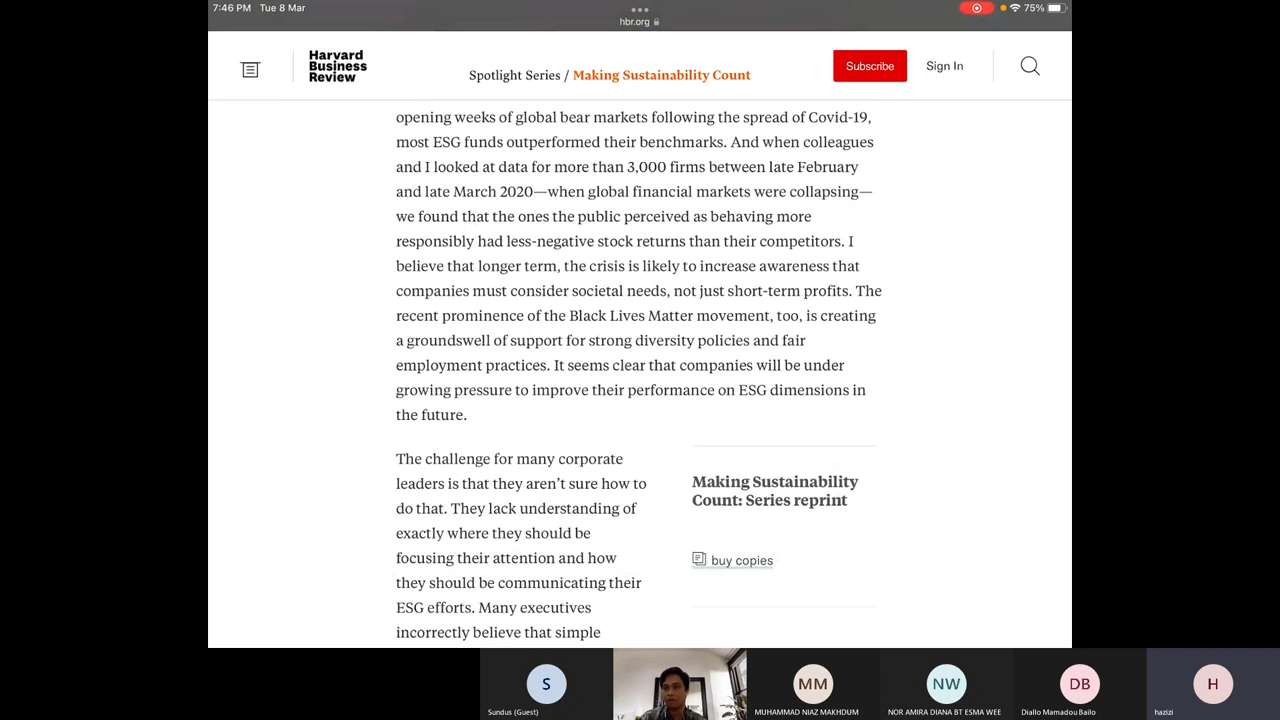 7:46 PM Tue 8 Mar
hbr.org
75%
Harvard
Business
Review
Spotlight Series / Making Sustainability Count
Subscribe
Sign In
opening weeks of global bear markets following the spread of Covid-19,
most ESG funds outperformed their benchmarks. And when colleagues
and I looked at data for more than 3,000 firms between late February
and late March 2020—when global financial markets were collapsing—
we found that the ones the public perceived as behaving more
responsibly had less-negative stock returns than their competitors. I
believe that longer term, the crisis is likely to increase awareness that
companies must consider societal needs, not just short-term profits. The
recent prominence of the Black Lives Matter movement, too, is creating
a groundswell of support for strong diversity policies and fair
employment practices. It seems clear that companies will be under
growing pressure to improve their performance on ESG dimensions in
the future.
The challenge for many corporate
leaders is that they aren't sure how to
do that. They lack understanding of
exactly where they should be
focusing their attention and how
they should be communicating their
ESG efforts. Many executives
incorrectly believe that simple
Making Sustainability
Count: Series reprint
buy copies
S
Sundus (Guest)
MM
MUHAMMAD NIAZ MAKHDUM
NW
NOR AMIRA DIANA BT ESMA WEE
DB
Diallo Mamadou Bailo
H
hazizi